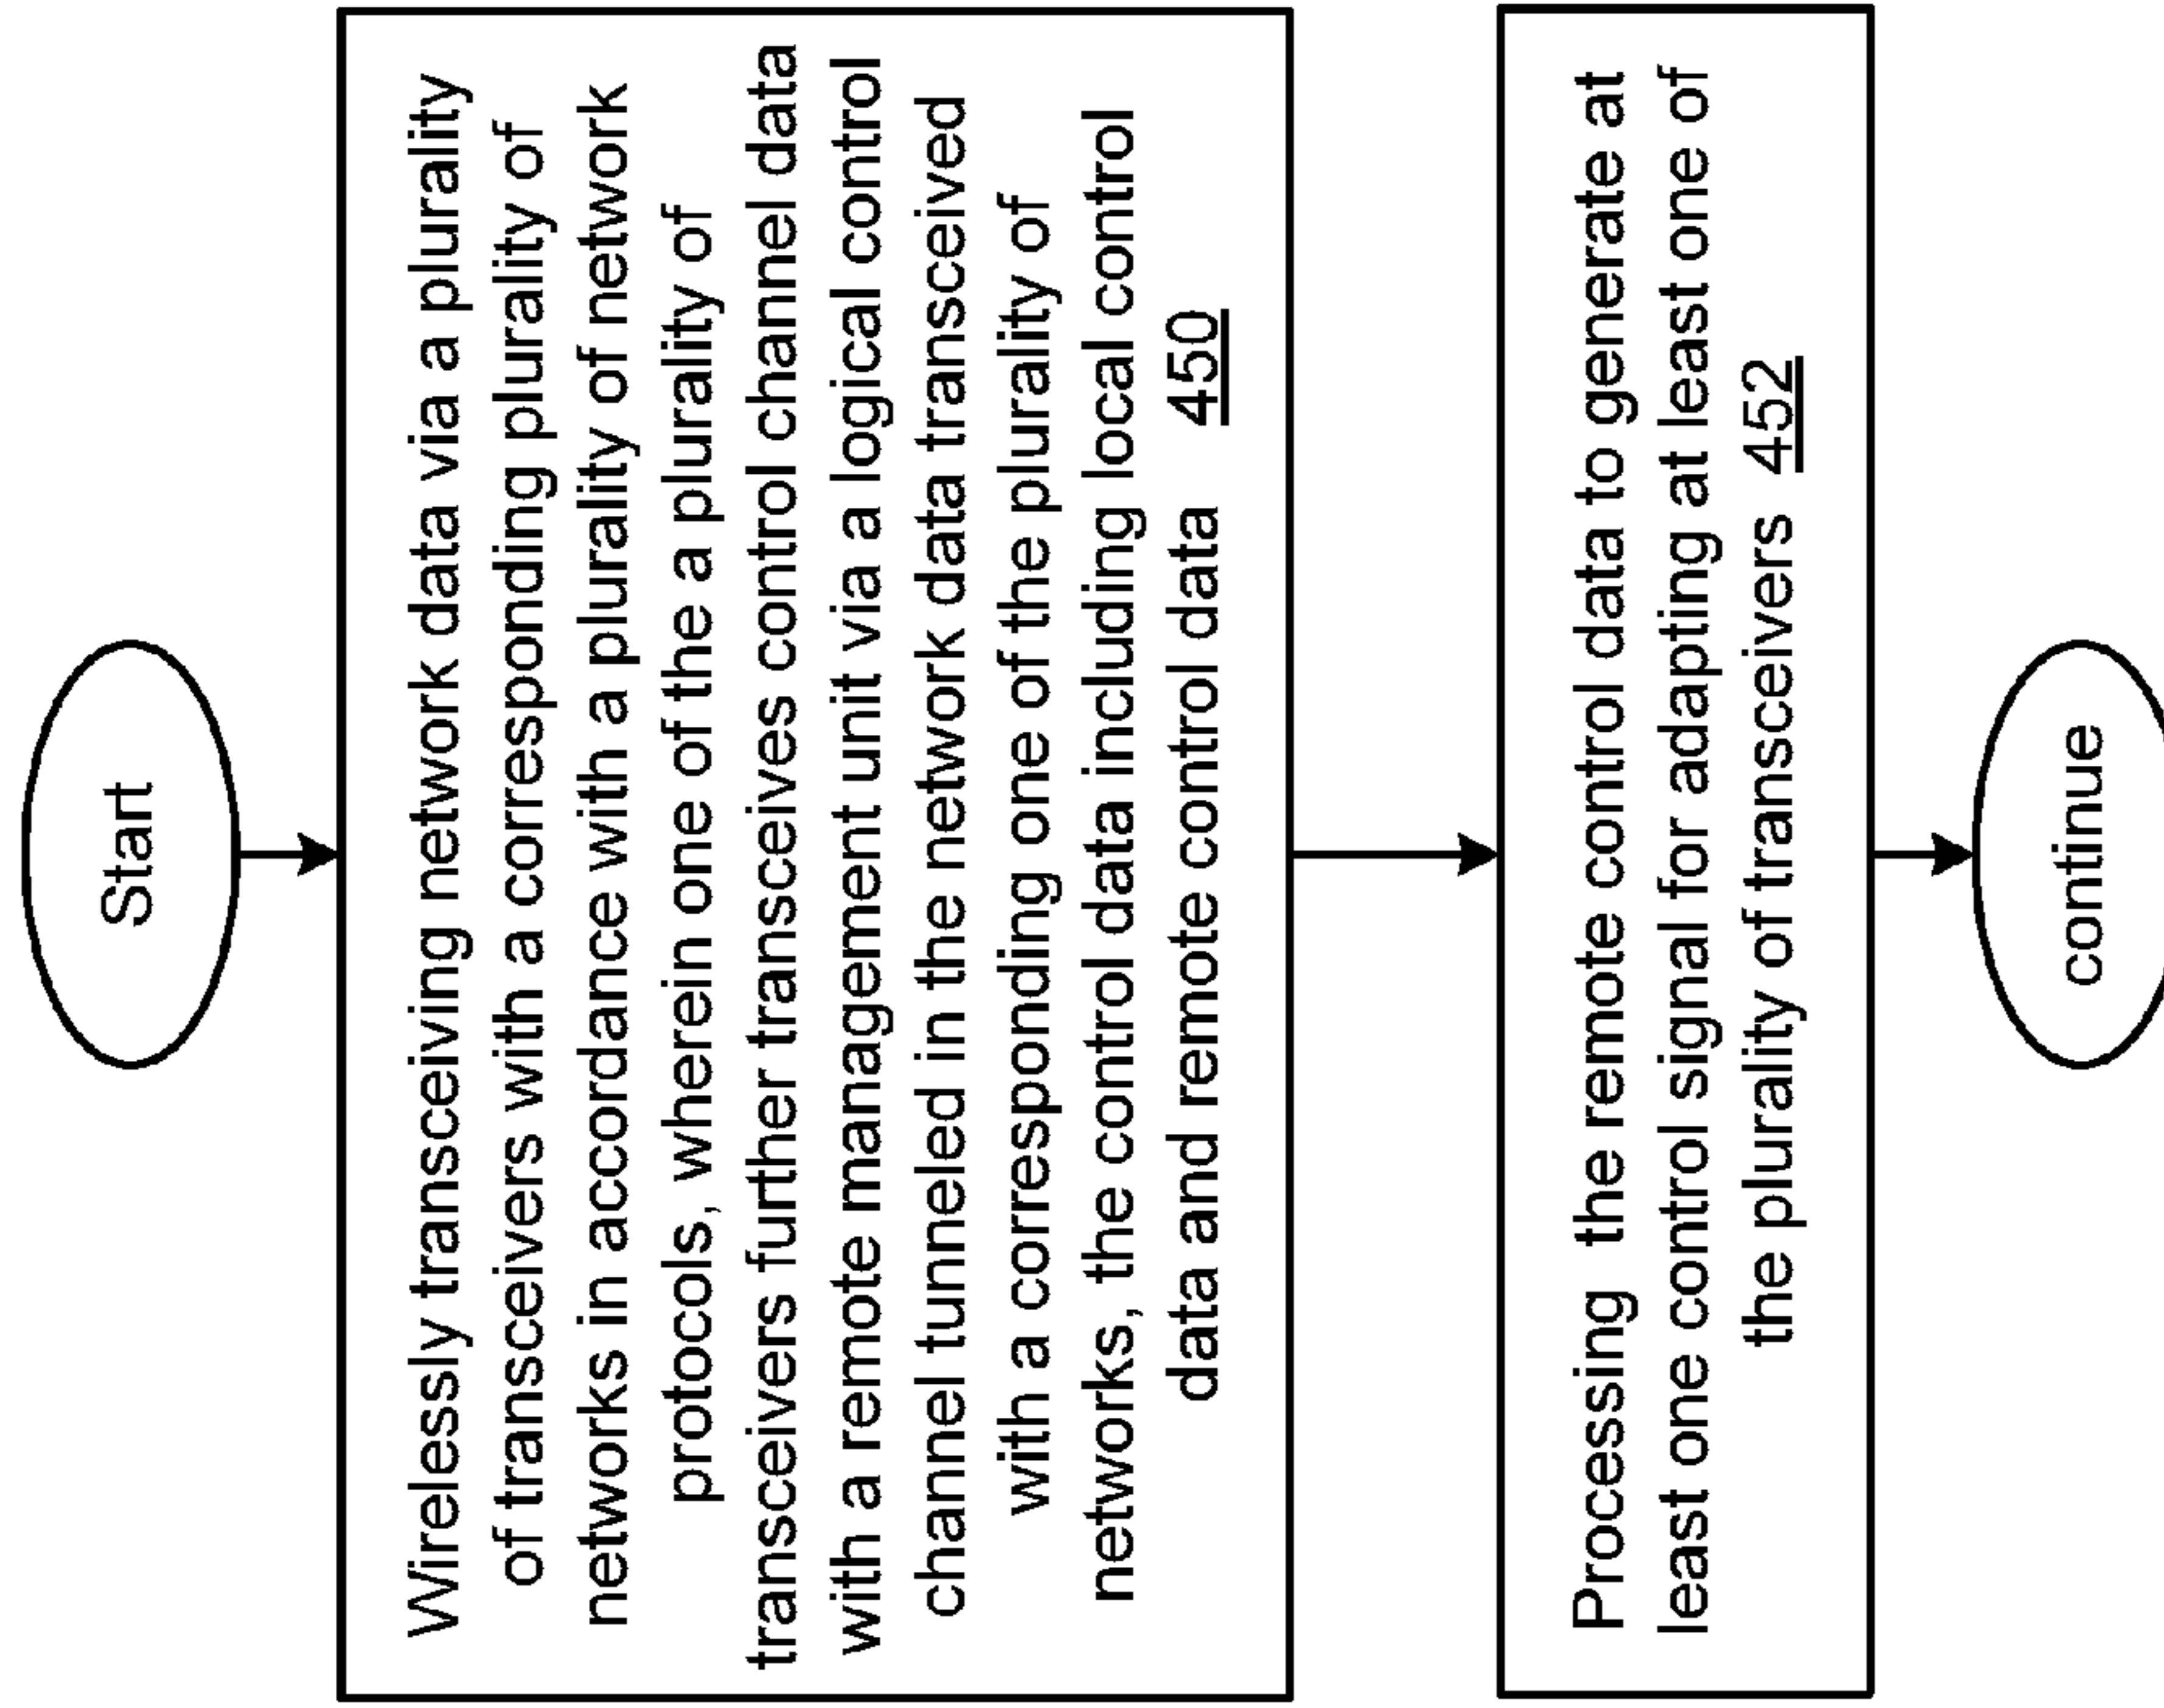 Start
Wirelessly transceiving network data via a plurality
of transceivers with a corresponding plurality of
networks in accordance with a plurality of network
protocols, wherein one of the a plurality of
transceivers further transceives control channel data
with a remote management unit via a logical control
channel tunneled in the network data transceived
with a corresponding one of the plurality of
networks, the control data including local control
data and remote control data 450
Processing the remote control data to generate at
least one control signal for adapting at least one of
the plurality of transceivers 452
continue